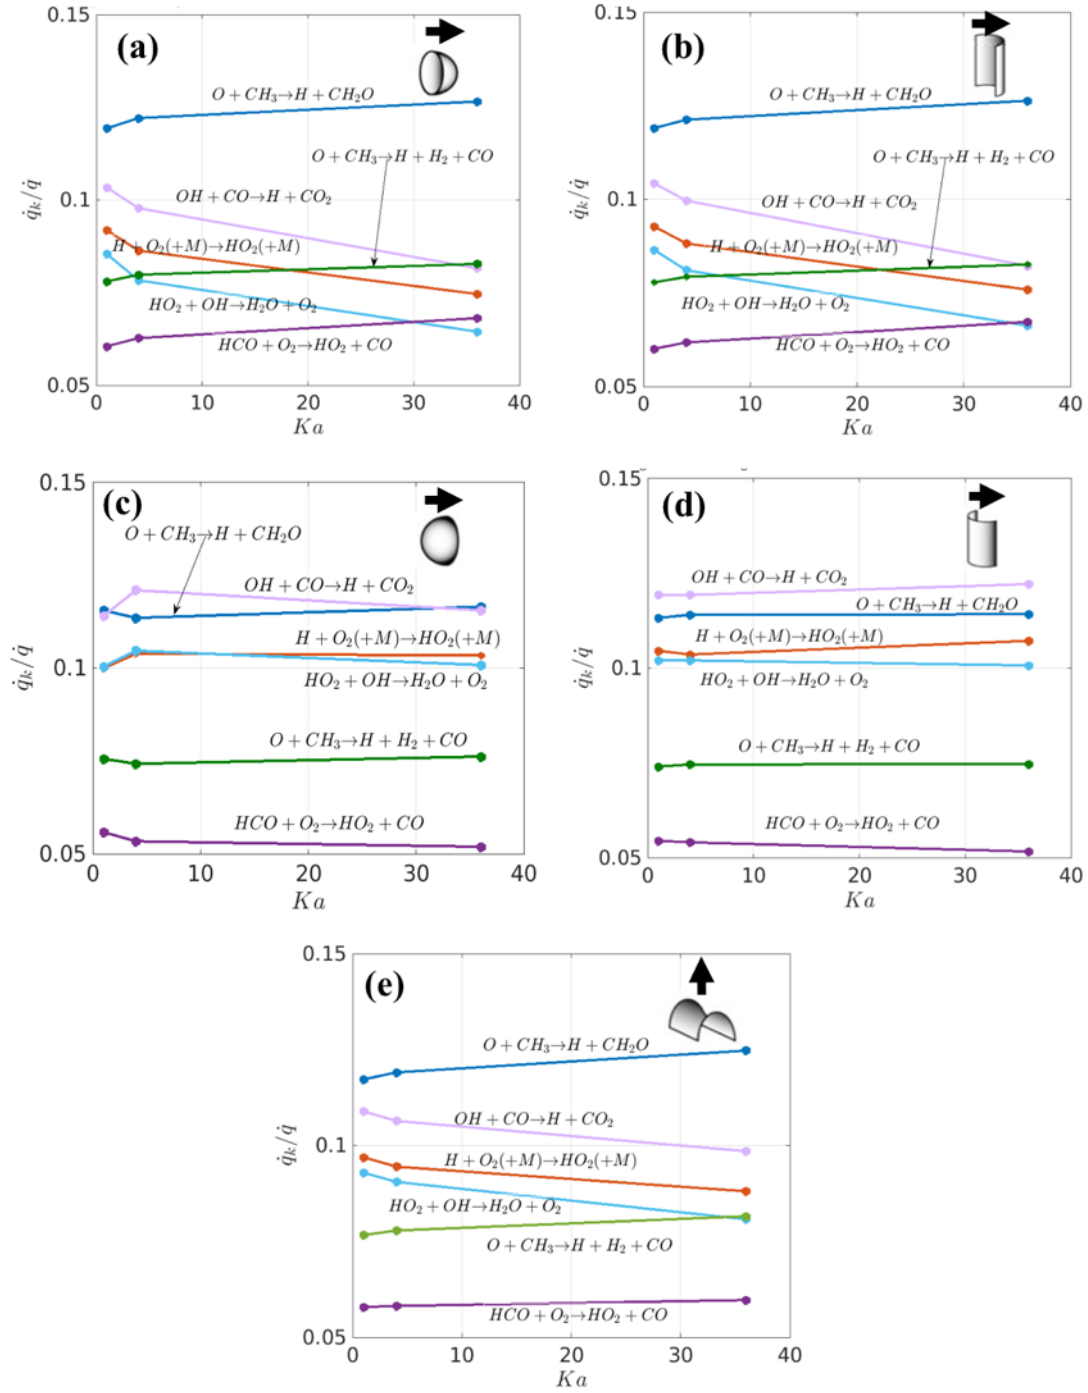 (a)
0.15
O + CH₃→H + CH₂O
O + CH₃→H + H₂ + CO
OH + CO→H + CO₂
0.1
H + O₂(+M)→HO₂(+M)
HO₂ + OH→H₂O + O₂
HCO + O₂→HO₂ + CO
0.05
q̇ₖ/q̇
0 10 20 30 40
Ka
(b)
0.15
O + CH₃→H + CH₂O
O + CH₃→H + H₂ + CO
OH + CO→H + CO₂
0.1
H + O₂(+M)→HO₂(+M)
HO₂ + OH→H₂O + O₂
HCO + O₂→HO₂ + CO
0.05
q̇ₖ/q̇
0 10 20 30 40
Ka
(c)
0.15
O + CH₃→H + CH₂O
OH + CO→H + CO₂
H + O₂(+M)→HO₂(+M)
0.1
HO₂ + OH→H₂O + O₂
O + CH₃→H + H₂ + CO
HCO + O₂→HO₂ + CO
0.05
q̇ₖ/q̇
0 10 20 30 40
Ka
(d)
0.15
OH + CO→H + CO₂
O + CH₃→H + CH₂O
H + O₂(+M)→HO₂(+M)
0.1
HO₂ + OH→H₂O + O₂
O + CH₃→H + H₂ + CO
HCO + O₂→HO₂ + CO
0.05
q̇ₖ/q̇
0 10 20 30 40
Ka
(e)
0.15
O + CH₃→H + CH₂O
OH + CO→H + CO₂
0.1
H + O₂(+M)→HO₂(+M)
HO₂ + OH→H₂O + O₂
O + CH₃→H + H₂ + CO
HCO + O₂→HO₂ + CO
0.05
q̇ₖ/q̇
0 10 20 30 40
Ka